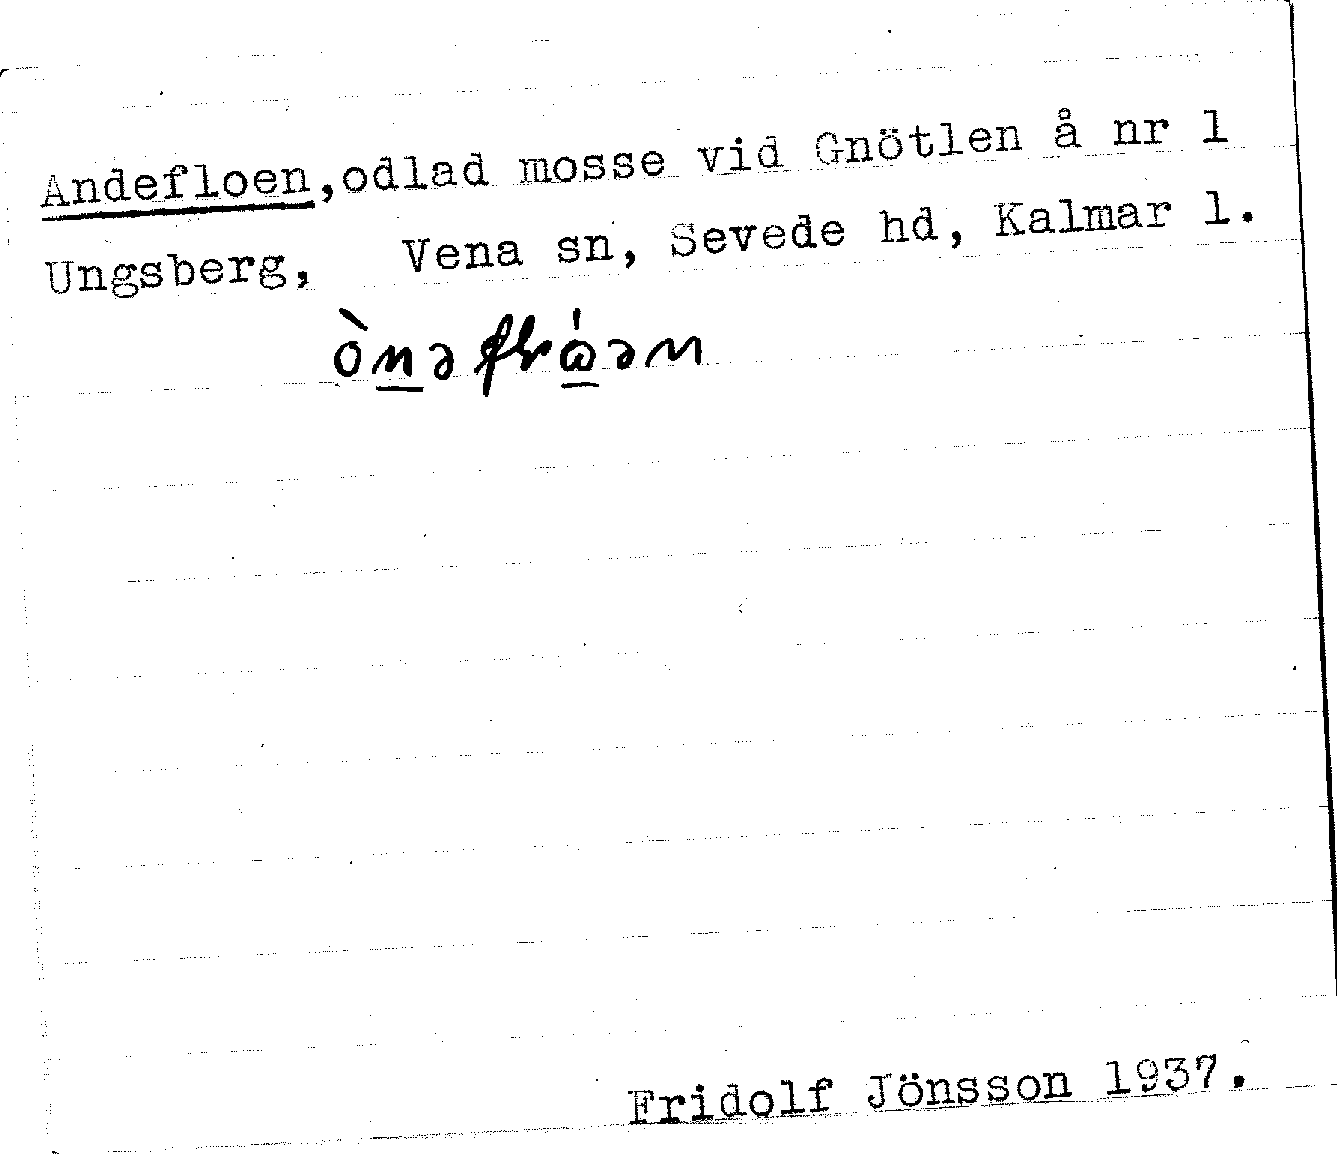 Andefloen,odlad mosse vid Gnötlen å nr 1
Ungsberg, Vena sn, Sevede hd, Kalmar l.
Fridolf Jönsson 1937.